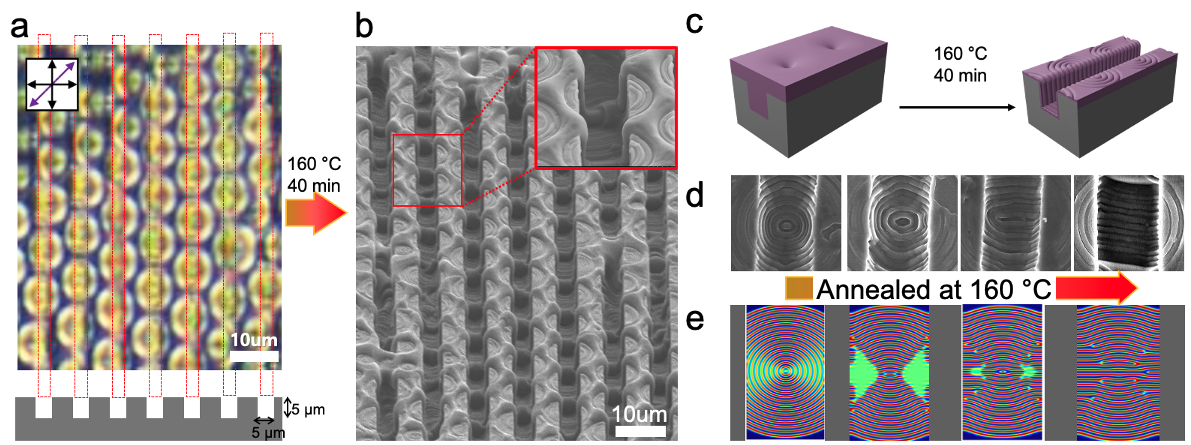 a
10um
5 µm
5 µm
160 °C
40 min
b
10um
c
160 °C
40 min
d
Annealed at 160 °C
e